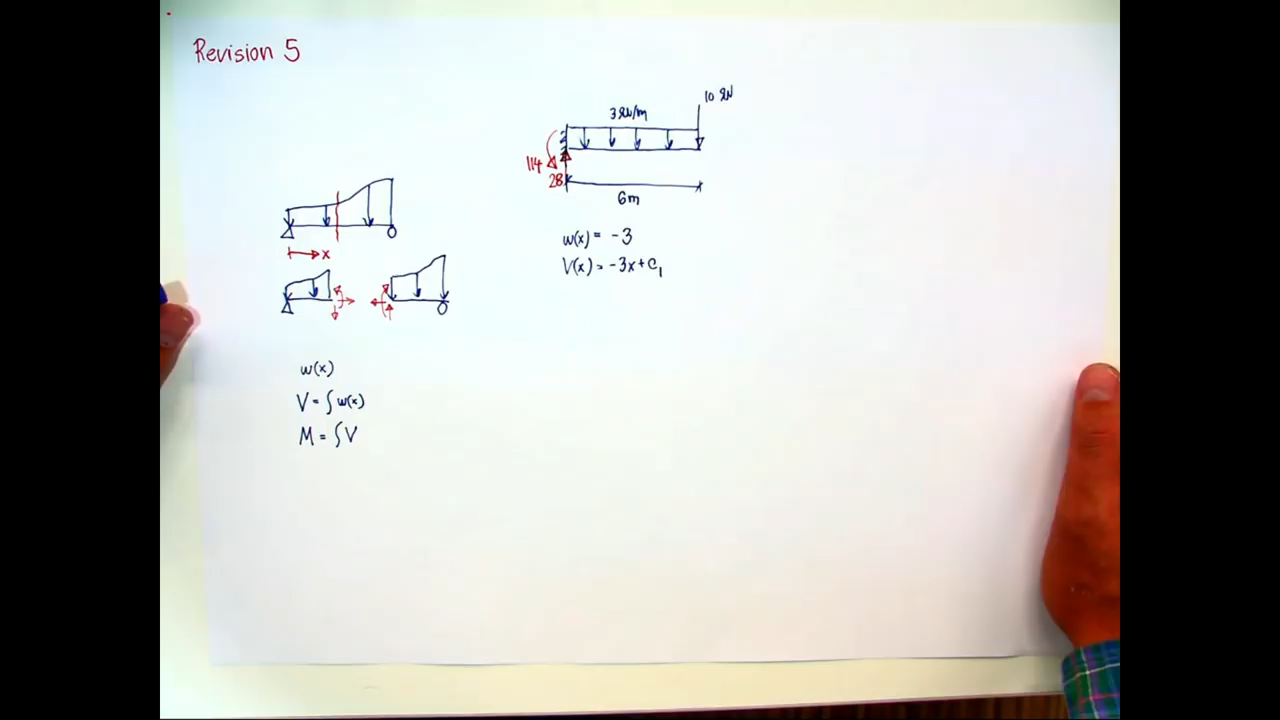 Revision 5
10 kN
3 kN/m
114
28
6m
x
w(x) = -3
V(x) = -3x + C₁
w(x)
V = ∫ w(x)
M = ∫ V